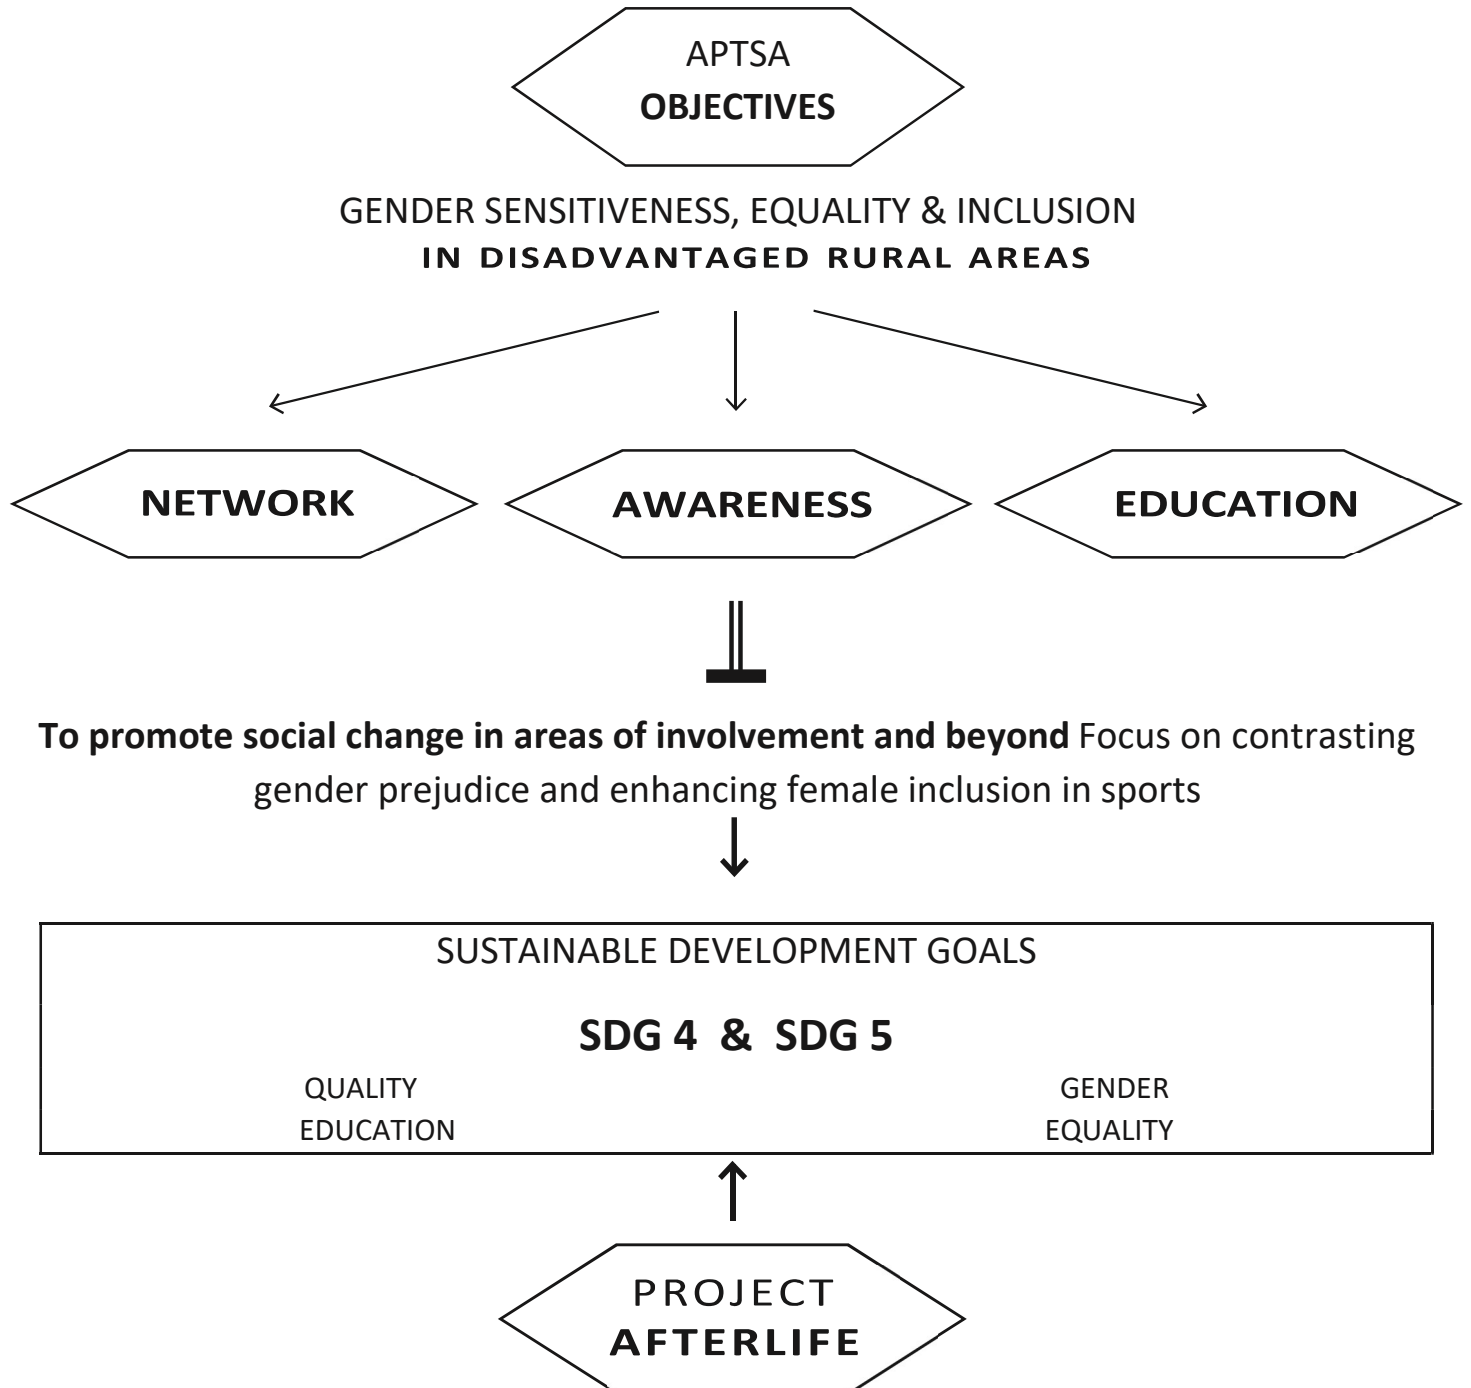 APTSA
OBJECTIVES
GENDER SENSITIVENESS, EQUALITY & INCLUSION
IN DISADVANTAGED RURAL AREAS
NETWORK
AWARENESS
EDUCATION
To promote social change in areas of involvement and beyond Focus on contrasting
gender prejudice and enhancing female inclusion in sports
SUSTAINABLE DEVELOPMENT GOALS
SDG 4 & SDG 5
QUALITY
EDUCATION
GENDER
EQUALITY
PROJECT
AFTERLIFE